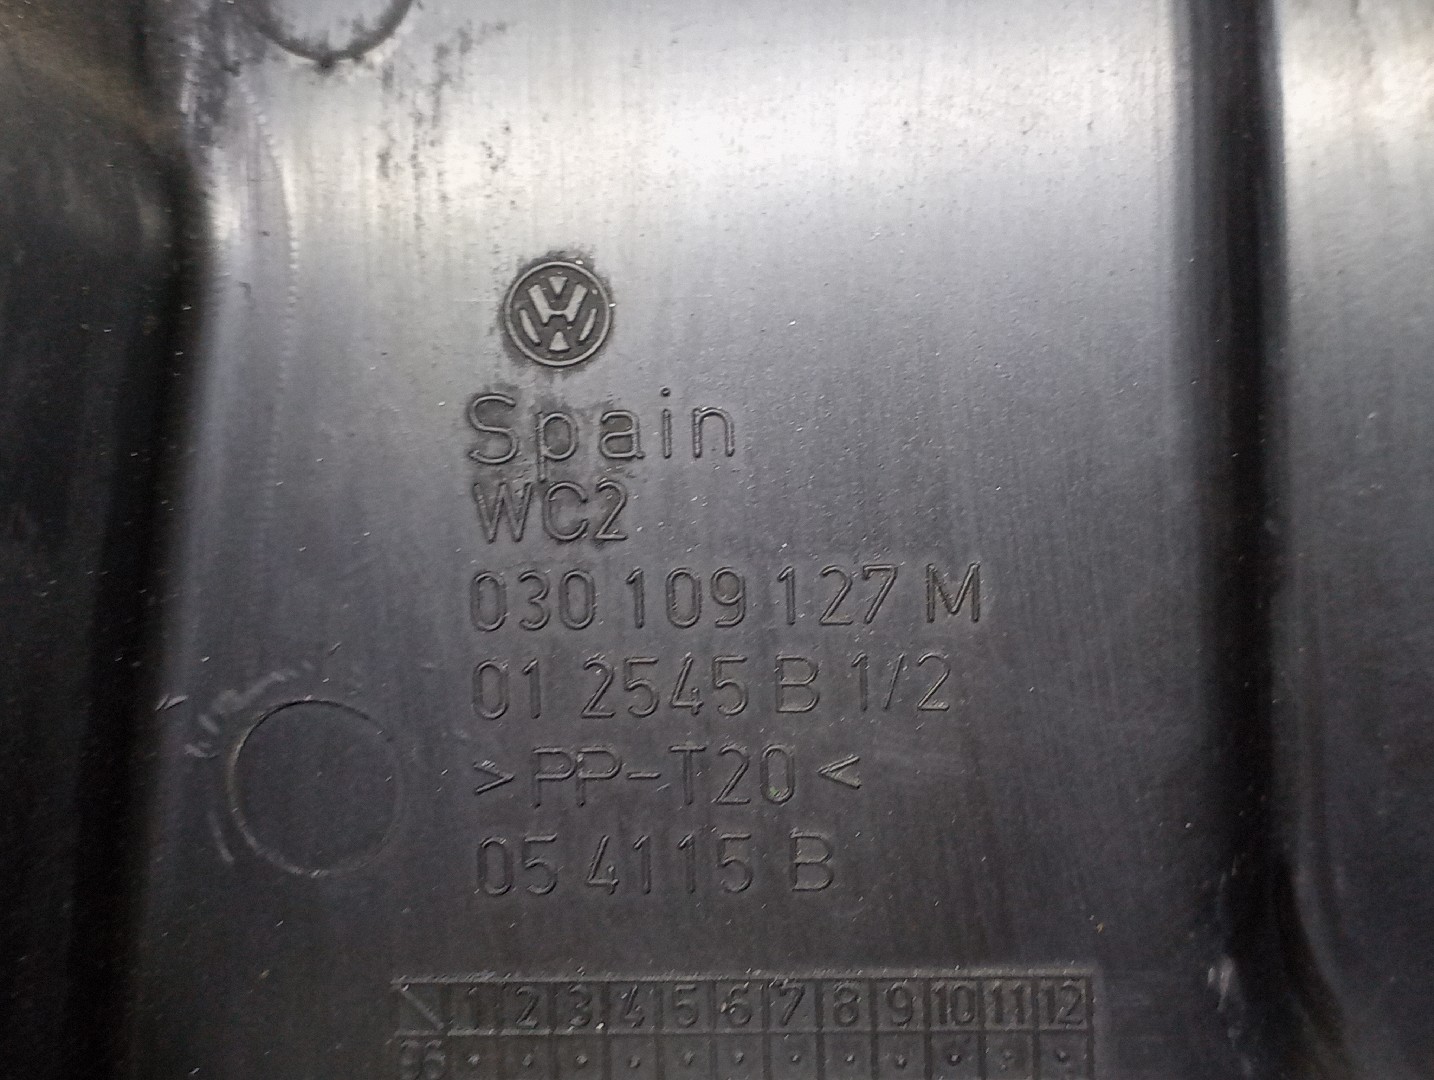 Spain
WC2
030 109 127 M
01 2545 B 1/2
>PP-T20<
05 4115 B
1 2 3 4 5 6 7 8 9 10 11 12